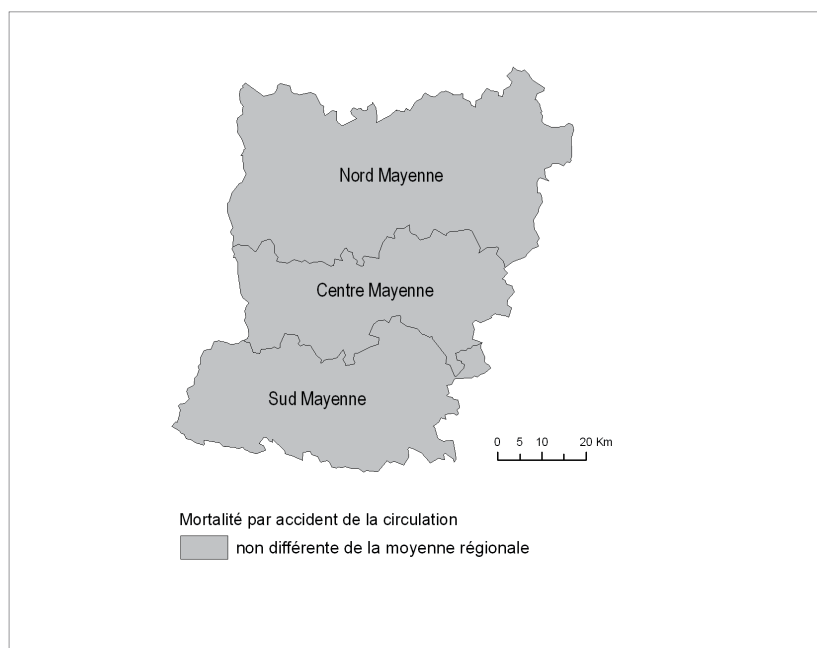 Nord Mayenne
Centre Mayenne
Sud Mayenne
0 5 10 20 Km
Mortalité par accident de la circulation
non différente de la moyenne régionale